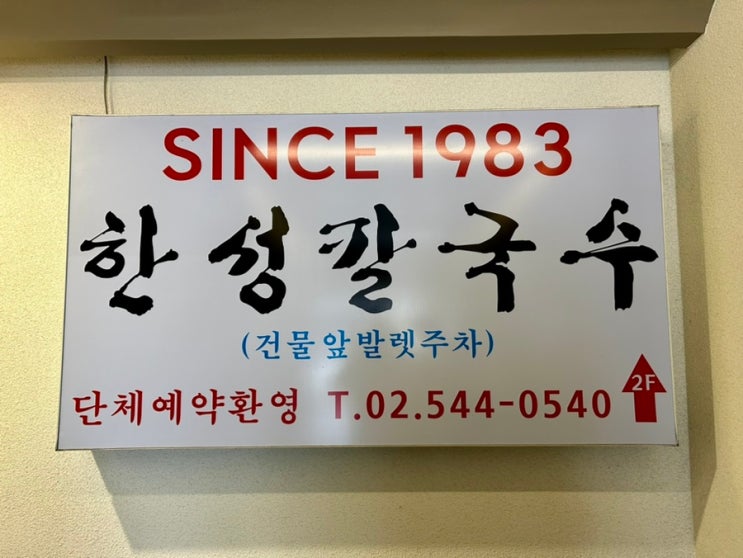 SINCE 1983
한성칼국수
(건물앞발렛주차)
단체예약환영 T.02.544-0540 2F